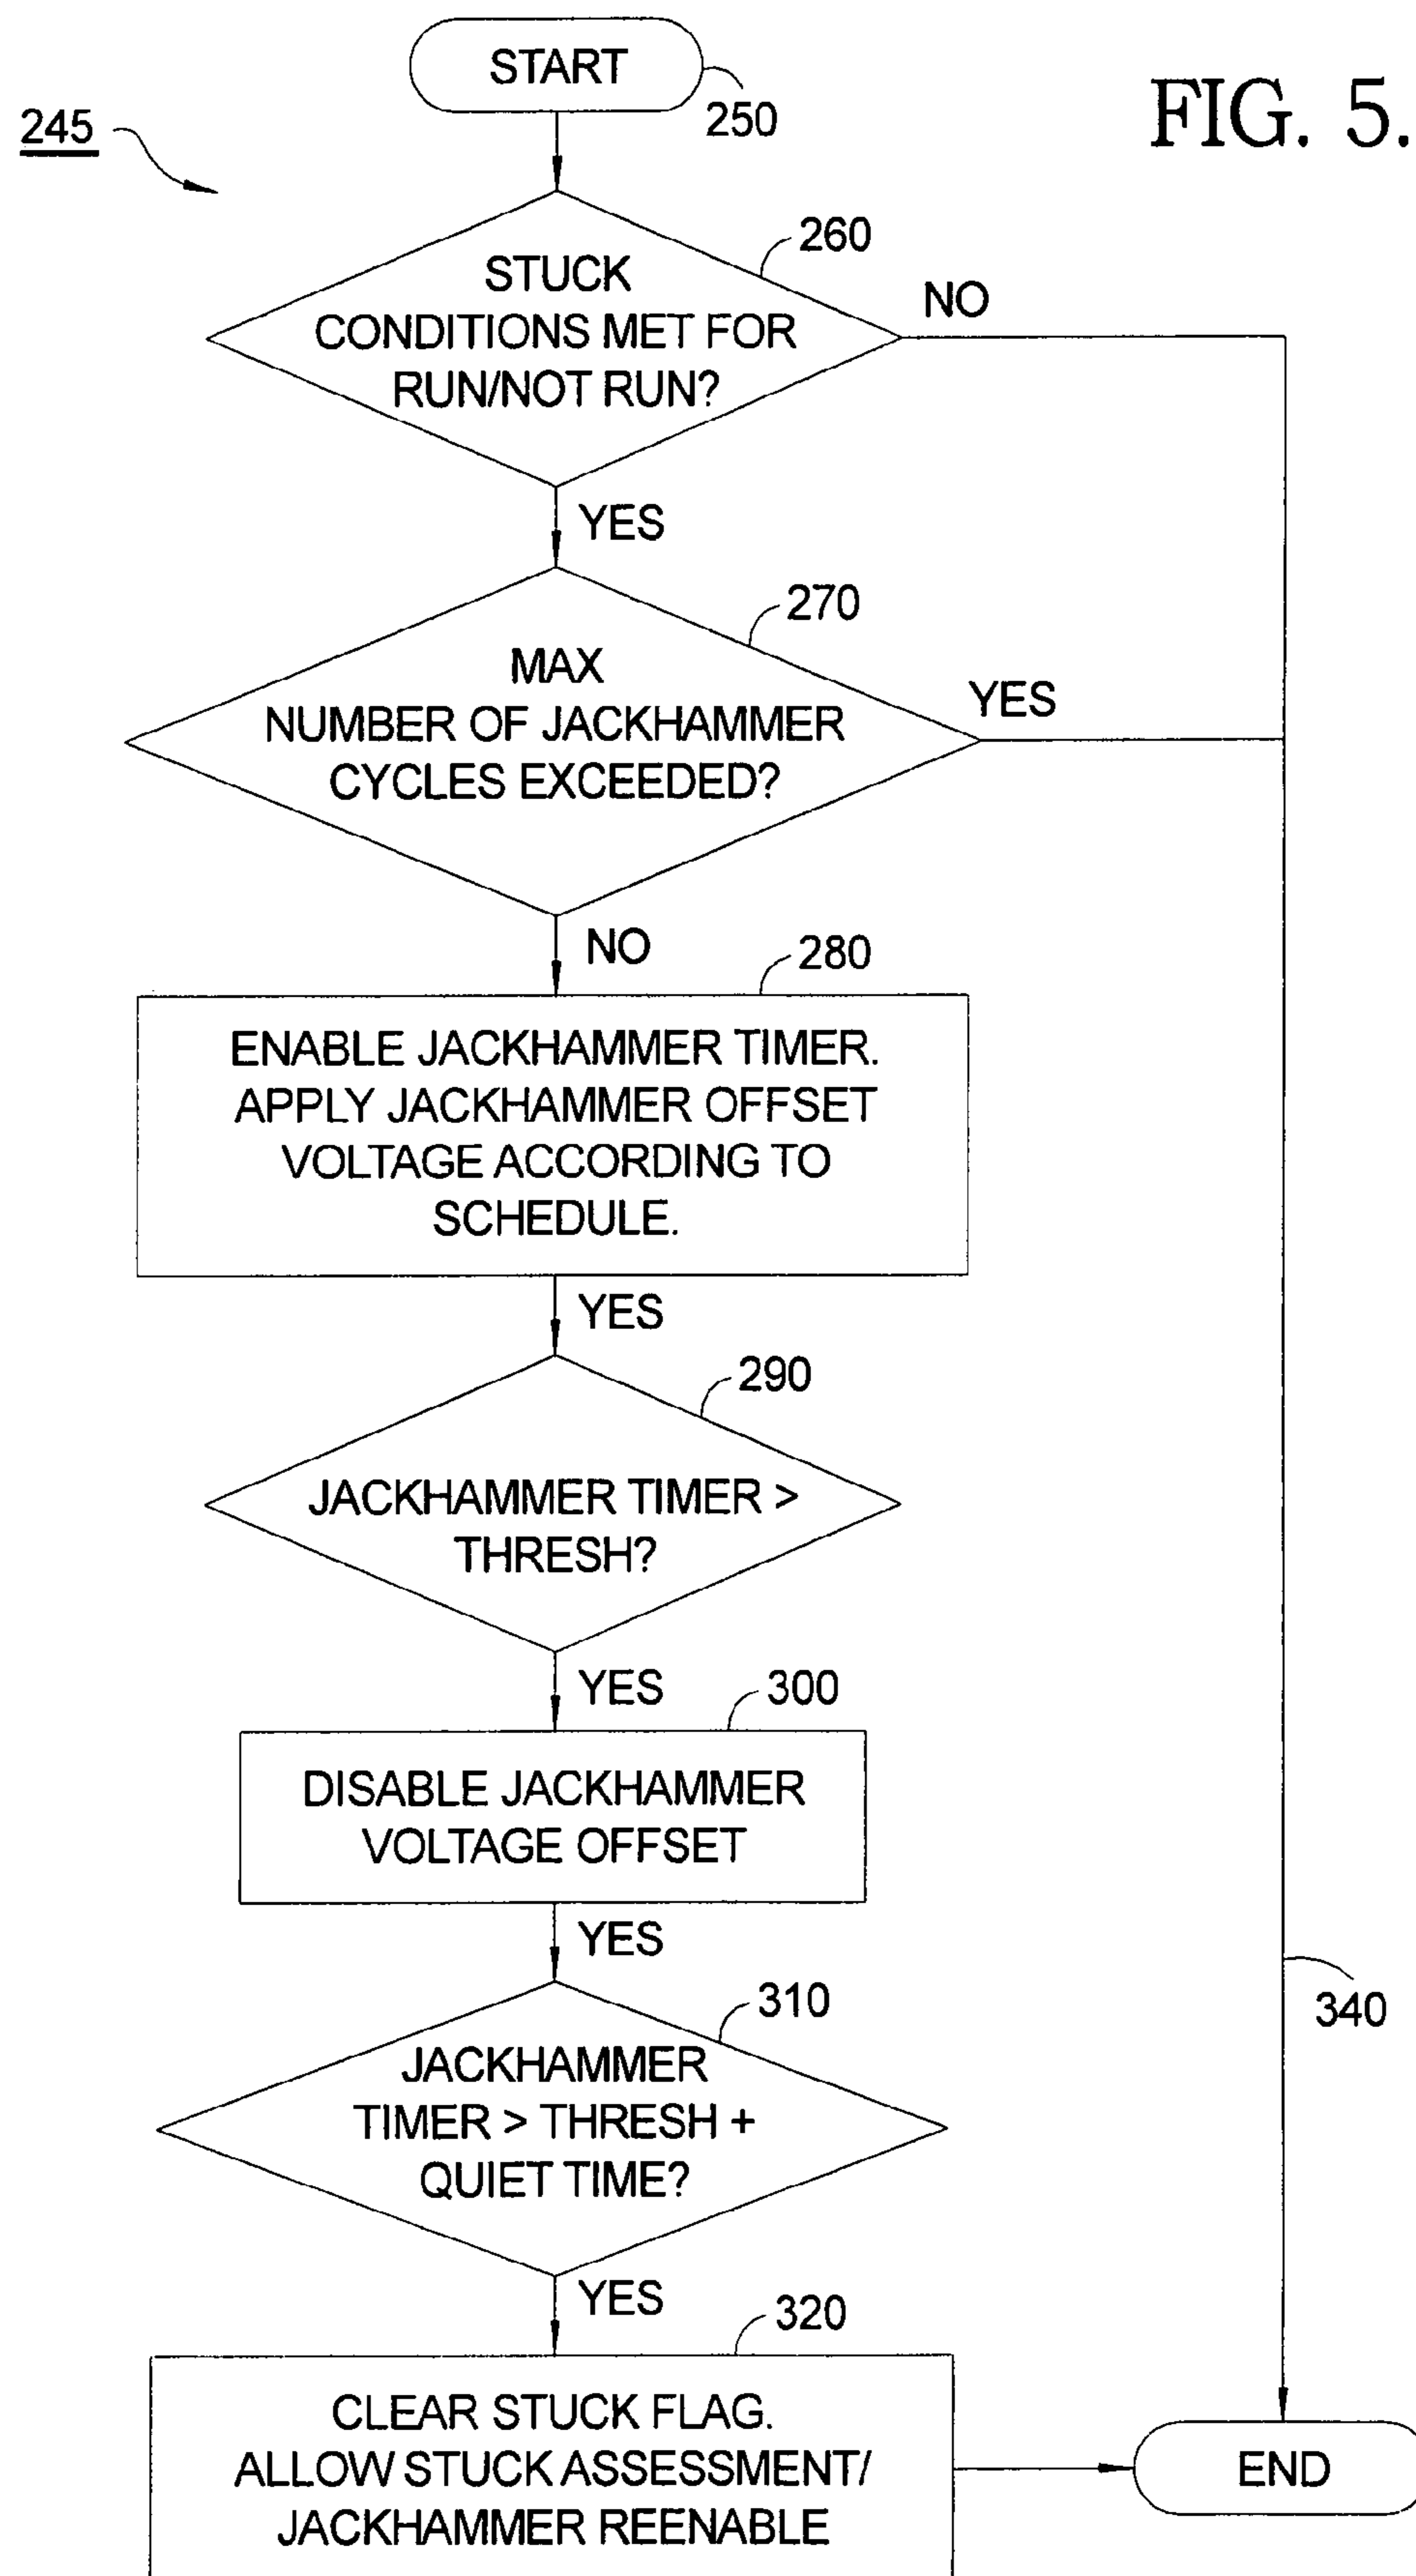 START
250
FIG. 5.
245
260
STUCK
CONDITIONS MET FOR
RUN/NOT RUN?
NO
YES
270
MAX
NUMBER OF JACKHAMMER
CYCLES EXCEEDED?
YES
NO
280
ENABLE JACKHAMMER TIMER.
APPLY JACKHAMMER OFFSET
VOLTAGE ACCORDING TO
SCHEDULE.
YES
290
JACKHAMMER TIMER >
THRESH?
YES
300
DISABLE JACKHAMMER
VOLTAGE OFFSET
YES
310
JACKHAMMER
TIMER > THRESH +
QUIET TIME?
340
YES
320
CLEAR STUCK FLAG.
ALLOW STUCK ASSESSMENT/
JACKHAMMER REENABLE
END